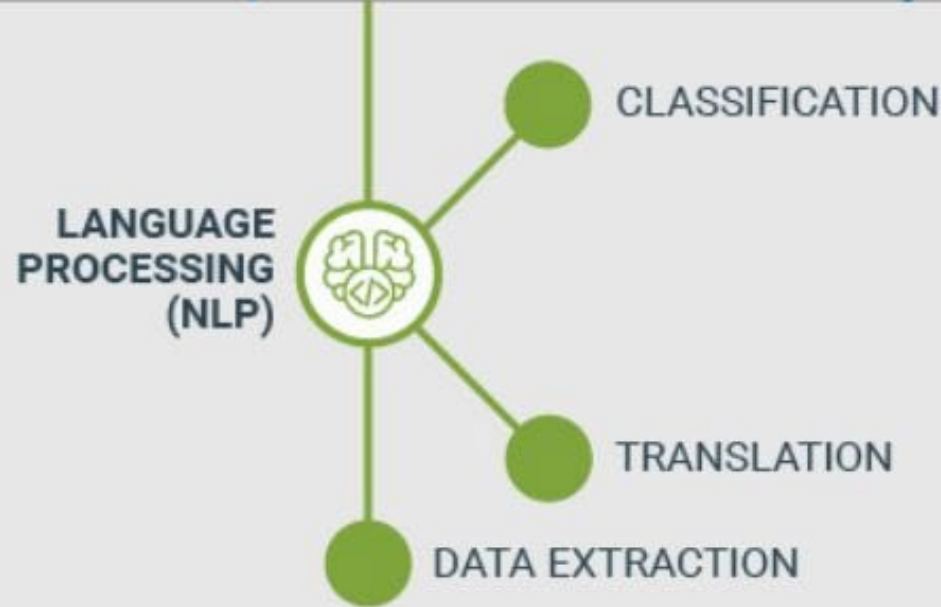 CLASSIFICATION
LANGUAGE
PROCESSING
(NLP)
</>
TRANSLATION
DATA EXTRACTION